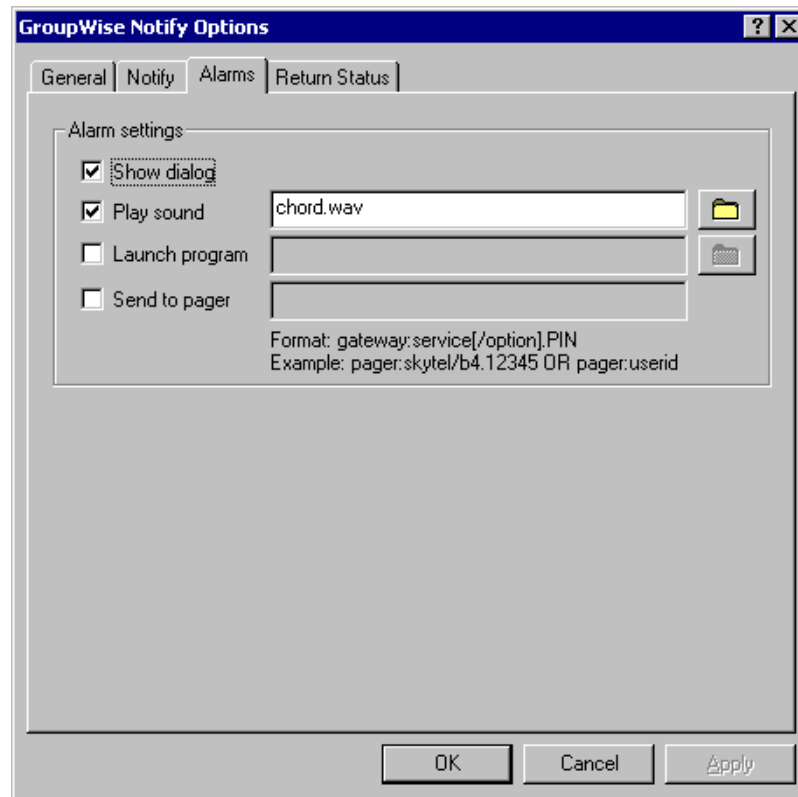 GroupWise Notify Options
General Notify Alarms Return Status
Alarm settings
Show dialog
Play sound chord.wav
Launch program
Send to pager
Format: gateway:service[/option].PIN
Example: pager:skytel/b4.12345 OR pager:userid
OK Cancel Apply